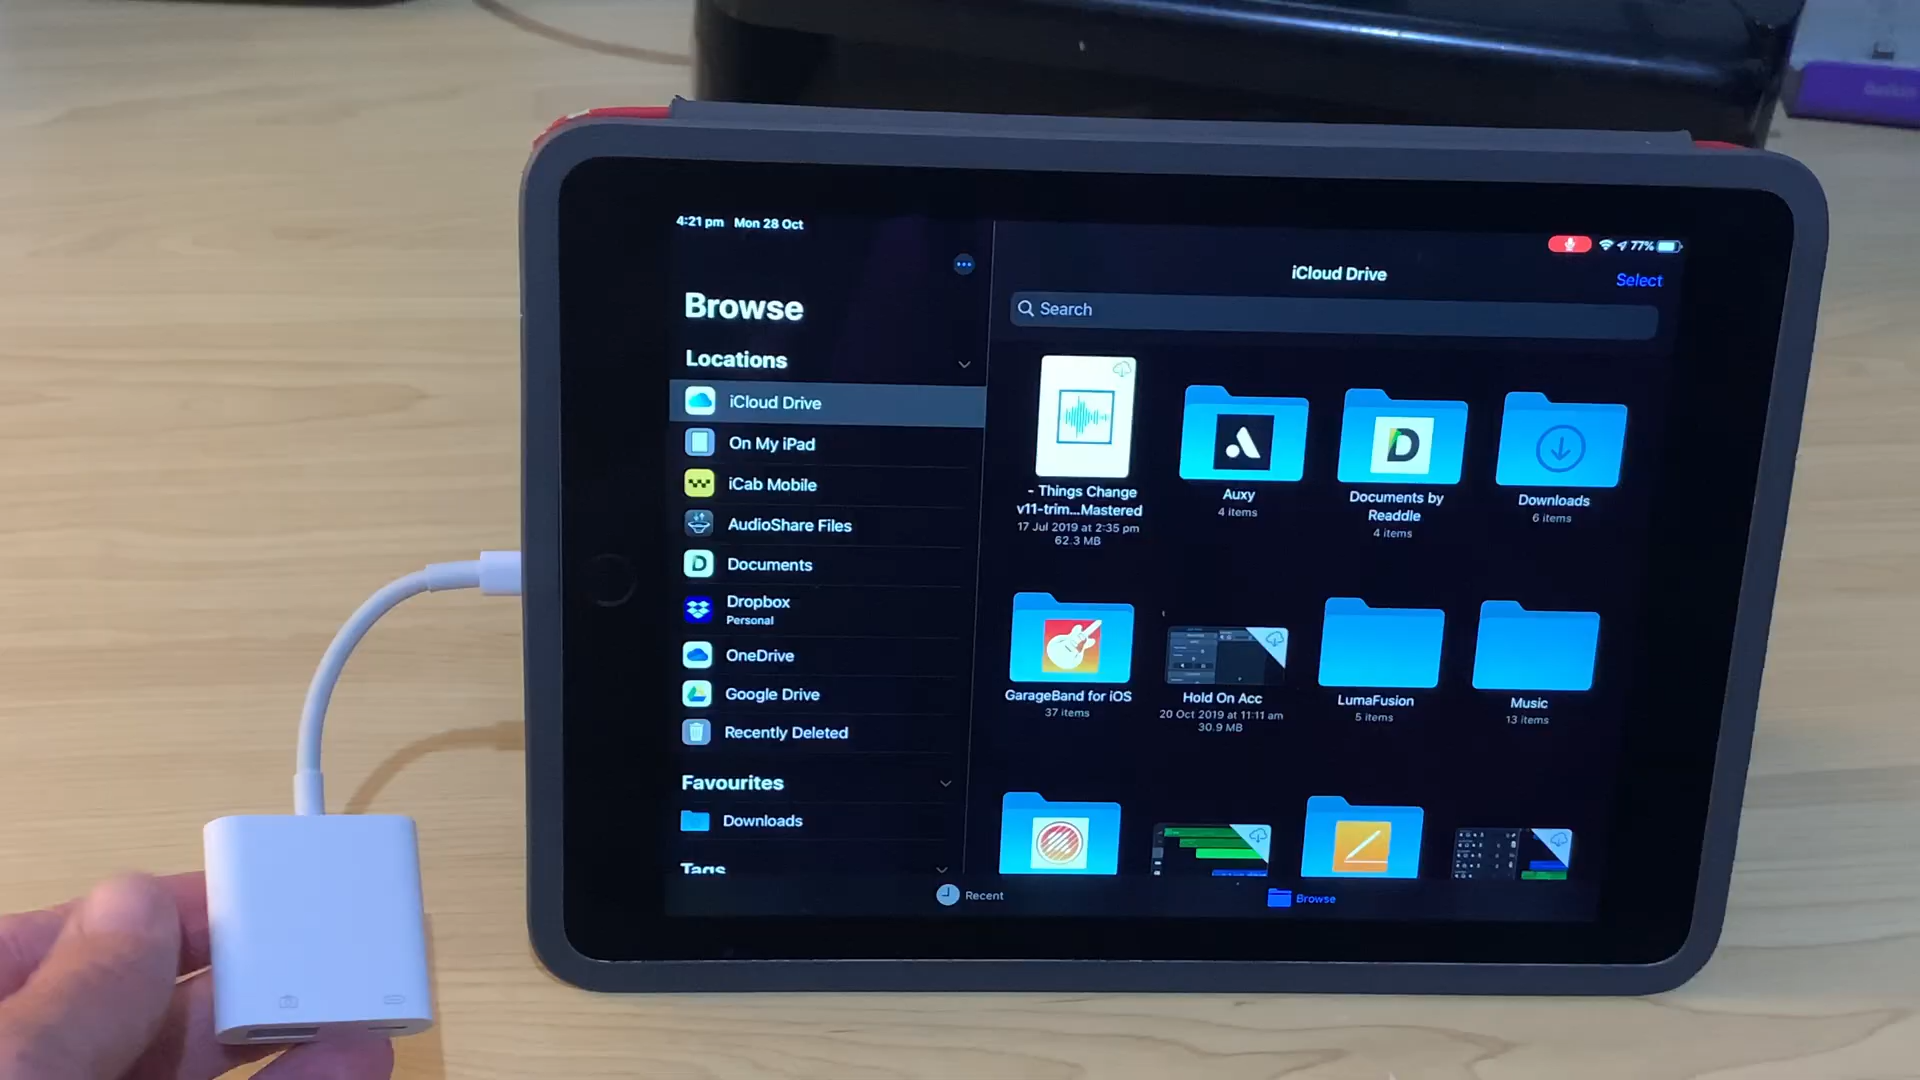 Belkin
4:21 pm Mon 28 Oct
77%
Browse
Locations
iCloud Drive
On My iPad
iCab Mobile
AudioShare Files
Documents
Dropbox
Personal
OneDrive
Google Drive
Recently Deleted
Favourites
Downloads
Tags
iCloud Drive
Select
Search
- Things Change
v11-trim...Mastered
17 Jul 2019 at 2:35 pm
62.3 MB
Auxy
4 items
Documents by
Readdle
4 items
Downloads
6 items
GarageBand for iOS
37 items
Hold On Acc
20 Oct 2019 at 11:11 am
30.9 MB
LumaFusion
5 items
Music
13 items
Recent
Browse